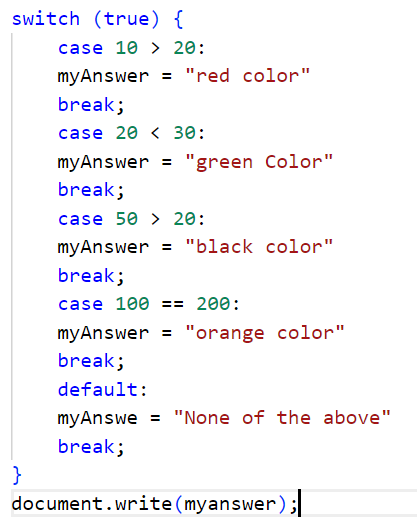 switch (true) {
    case 10 > 20:
    myAnswer = "red color"
    break;
    case 20 < 30:
    myAnswer = "green Color"
    break;
    case 50 > 20:
    myAnswer = "black color"
    break;
    case 100 == 200:
    myAnswer = "orange color"
    break;
    default:
    myAnswe = "None of the above"
    break;
}
document.write(myanswer);